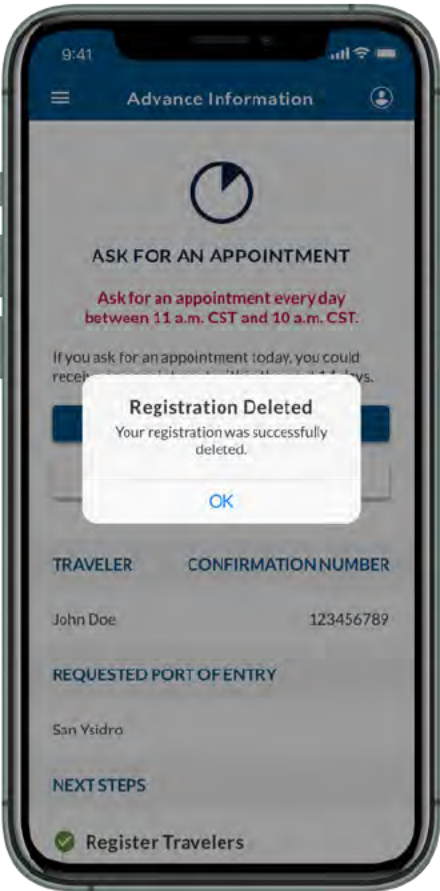 9:41
Advance Information
ASK FOR AN APPOINTMENT
Ask for an appointment every day
between 11 a.m. CST and 10 a.m. CST.
If you ask for an appointment today, you could
days.
Registration Deleted
Your registration was successfully
deleted.
OK
TRAVELER CONFIRMATION NUMBER
John Doe 123456789
REQUESTED PORT OF ENTRY
San Ysidro
NEXT STEPS
Register Travelers